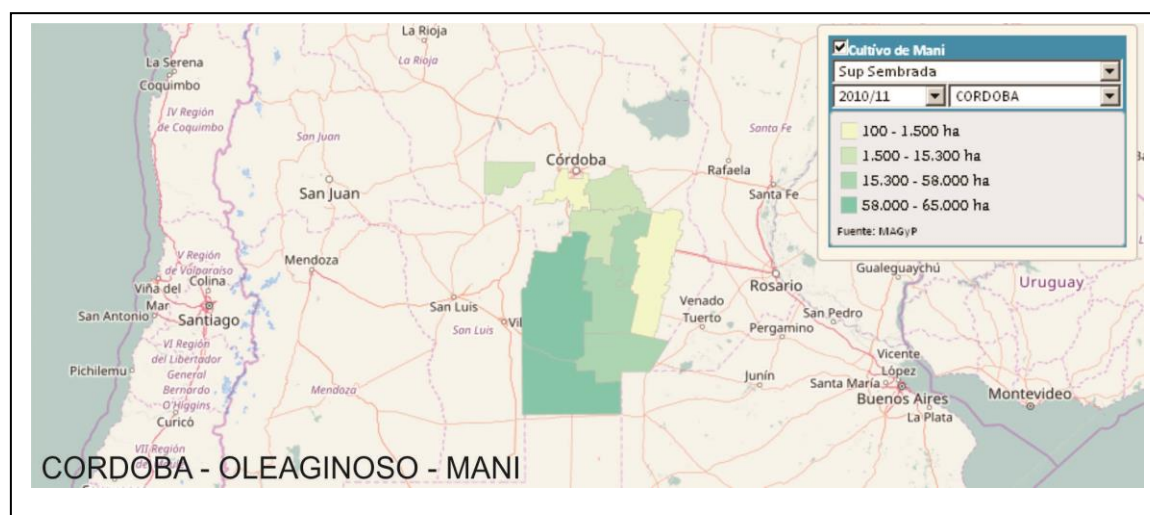 La Rioja
La Rioja
La Serena
Coquimbo
IV Región
de Coquimbo
San Juan
San Juan
Córdoba
Rafaela
Santa Fe
Santa Fe
Cultivo de Mani
Sup Sembrada
2010/11
CORDOBA
100 - 1.500 ha
1.500 - 15.300 ha
15.300 - 58.000 ha
58.000 - 65.000 ha
Fuente: MAGyP
V Región
de Valparaíso
Viña del
Mar
Colina
San Antonio
Santiago
Mendoza
San Luis
San Luis
Vil
Rosario
Gualeguaychú
Uruguay
Venado
Tuerto
San Pedro
Pergamino
VI Región
del Libertador
General
Bernardo
O'Higgins
Pichilemu
Curicó
Mendoza
Junín
Vicente
López
Santa María
Buenos Aires
La Plata
Montevideo
VII Región
CORDOBA - OLEAGINOSO - MANI